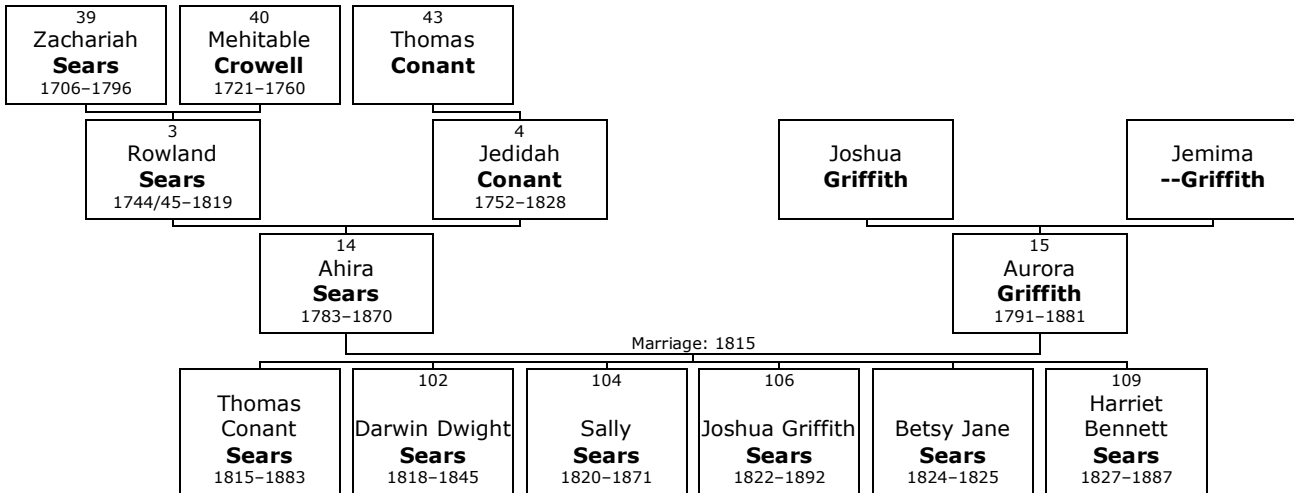 39
Zachariah
Sears
1706–1796
40
Mehitable
Crowell
1721–1760
43
Thomas
Conant
3
Rowland
Sears
1744/45–1819
4
Jedidah
Conant
1752–1828
Joshua
Griffith
Jemima
--Griffith
14
Ahira
Sears
1783–1870
15
Aurora
Griffith
1791–1881
Marriage: 1815
Thomas
Conant
Sears
1815–1883
102
Darwin Dwight
Sears
1818–1845
104
Sally
Sears
1820–1871
106
Joshua Griffith
Sears
1822–1892
Betsy Jane
Sears
1824–1825
109
Harriet
Bennett
Sears
1827–1887